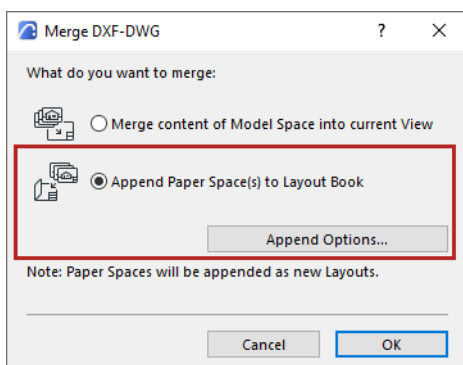 Merge DXF-DWG
What do you want to merge:
Merge content of Model Space into current View
Append Paper Space(s) to Layout Book
Append Options...
Note: Paper Spaces will be appended as new Layouts.
Cancel
OK